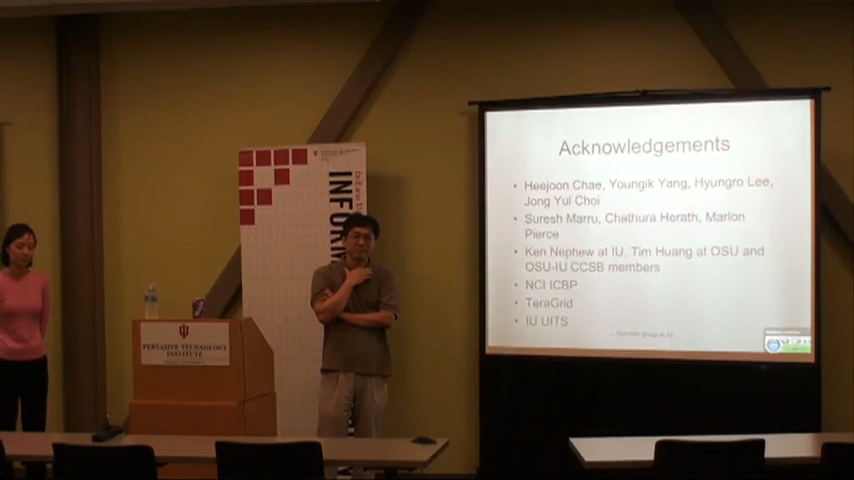 Acknowledgements
• Heejoon Chae, Youngik Yang, Hyungro Lee,
Jong Yul Choi
• Suresh Marru, Chathura Herath, Marlon
Pierce
• Ken Nephew at IU, Tim Huang at OSU and
OSU-IU CCSB members
• NCI ICBP
• TeraGrid
• IU UITS
INFORM
PERVASIVE TECHNOLOGY
INSTITUTE